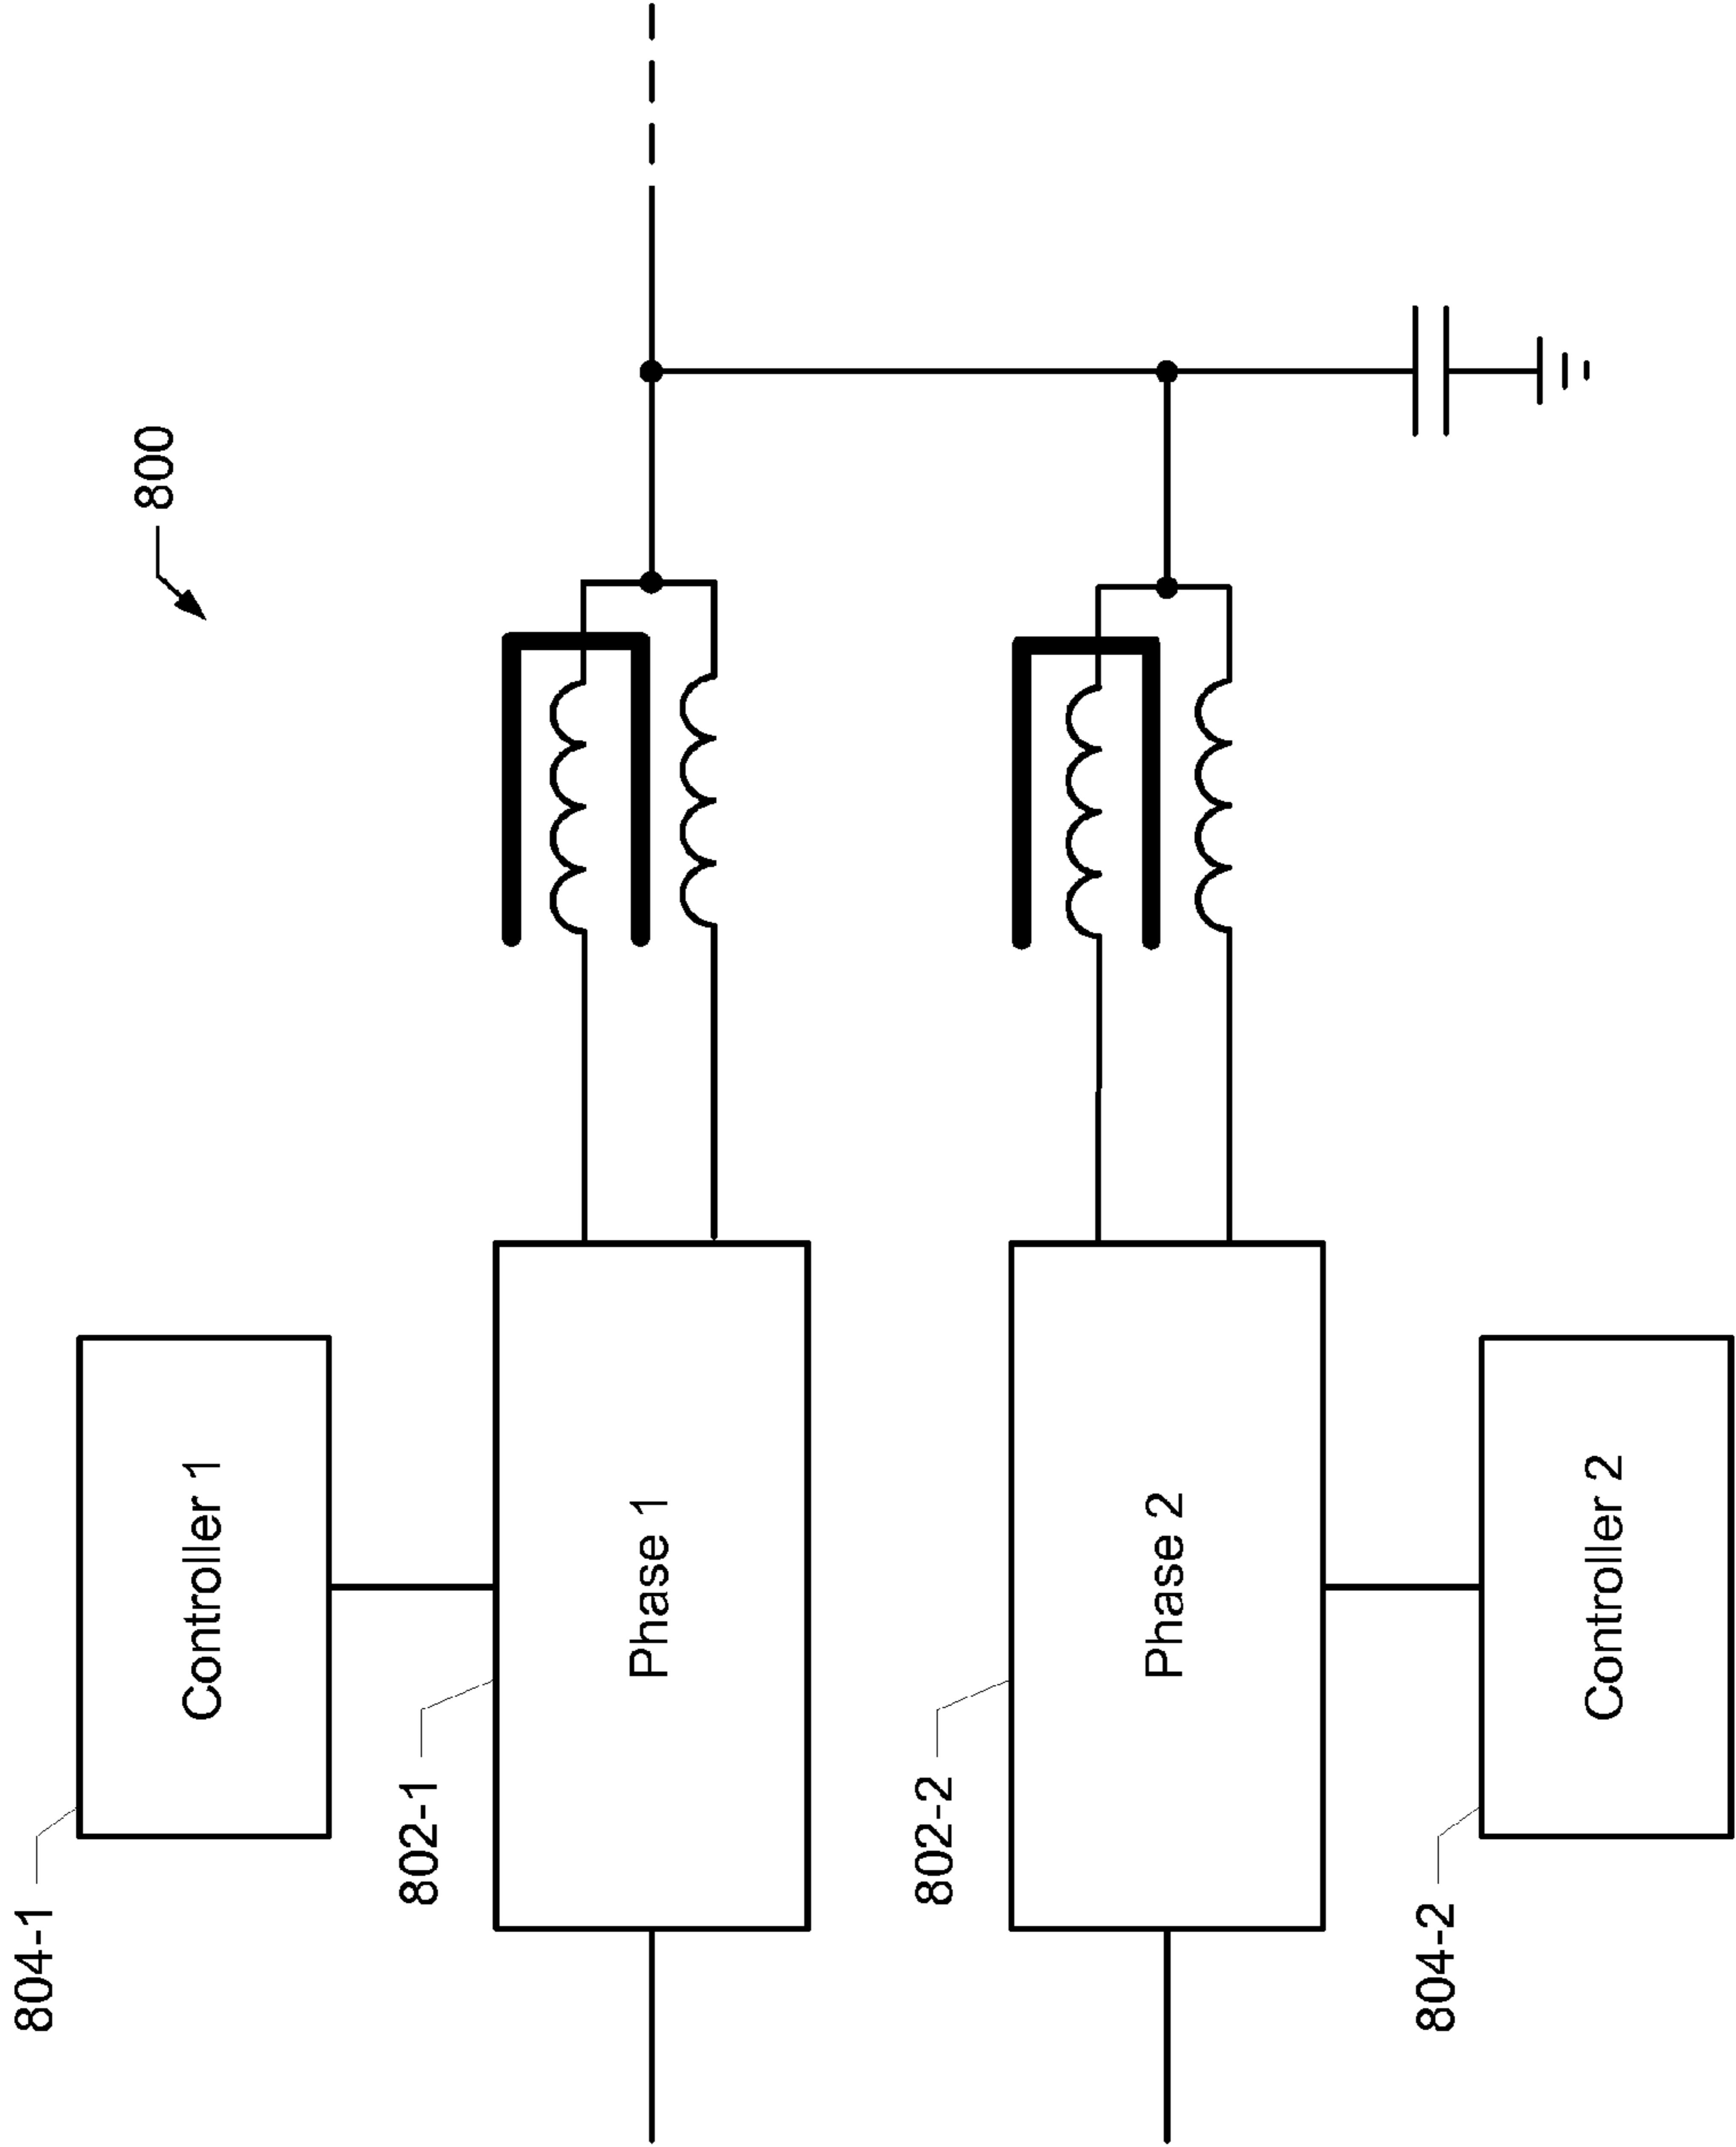 800
804-1
Controller 1
802-1
Phase 1
802-2
Phase 2
804-2
Controller 2